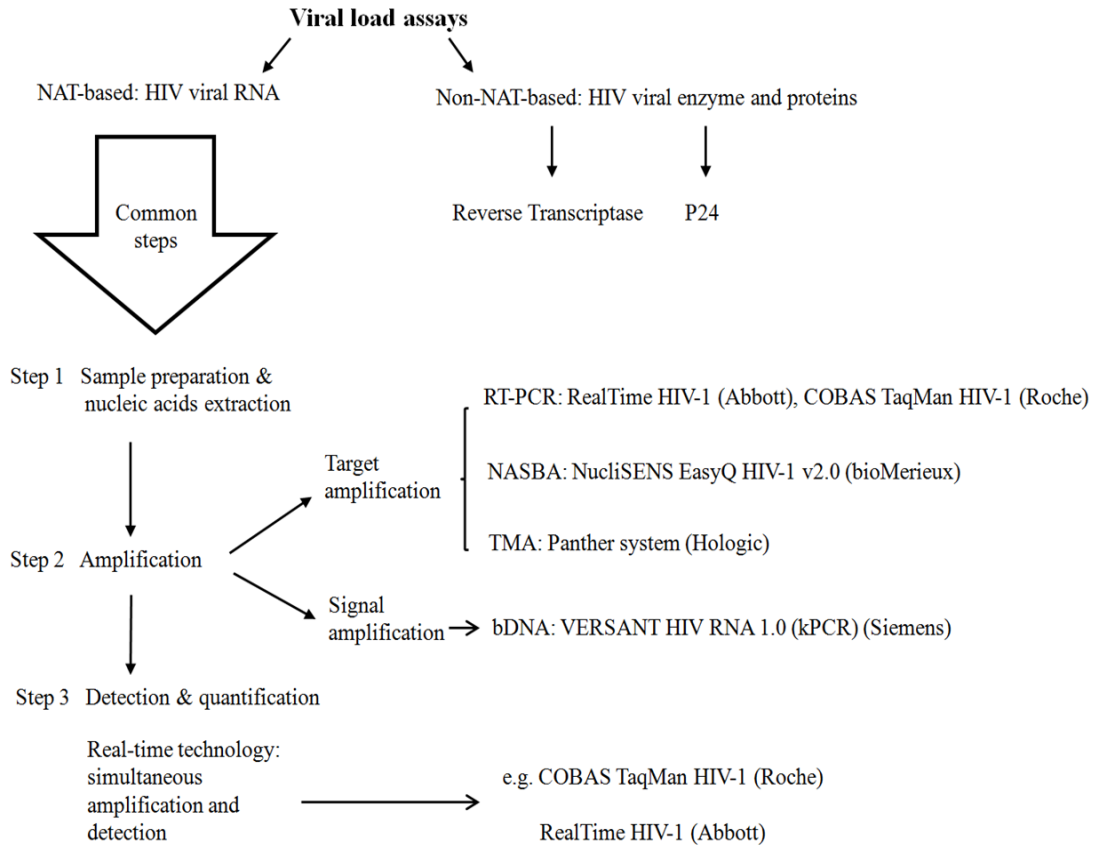 Viral load assays
NAT-based: HIV viral RNA
Non-NAT-based: HIV viral enzyme and proteins
Common
steps
Reverse Transcriptase
P24
Step 1 Sample preparation &
nucleic acids extraction
RT-PCR: RealTime HIV-1 (Abbott), COBAS TaqMan HIV-1 (Roche)
Target
amplification
NASBA: NucliSENS EasyQ HIV-1 v2.0 (bioMerieux)
TMA: Panther system (Hologic)
Step 2 Amplification
Signal
amplification
bDNA: VERSANT HIV RNA 1.0 (kPCR) (Siemens)
Step 3 Detection & quantification
Real-time technology:
simultaneous
amplification and
detection
e.g. COBAS TaqMan HIV-1 (Roche)
RealTime HIV-1 (Abbott)